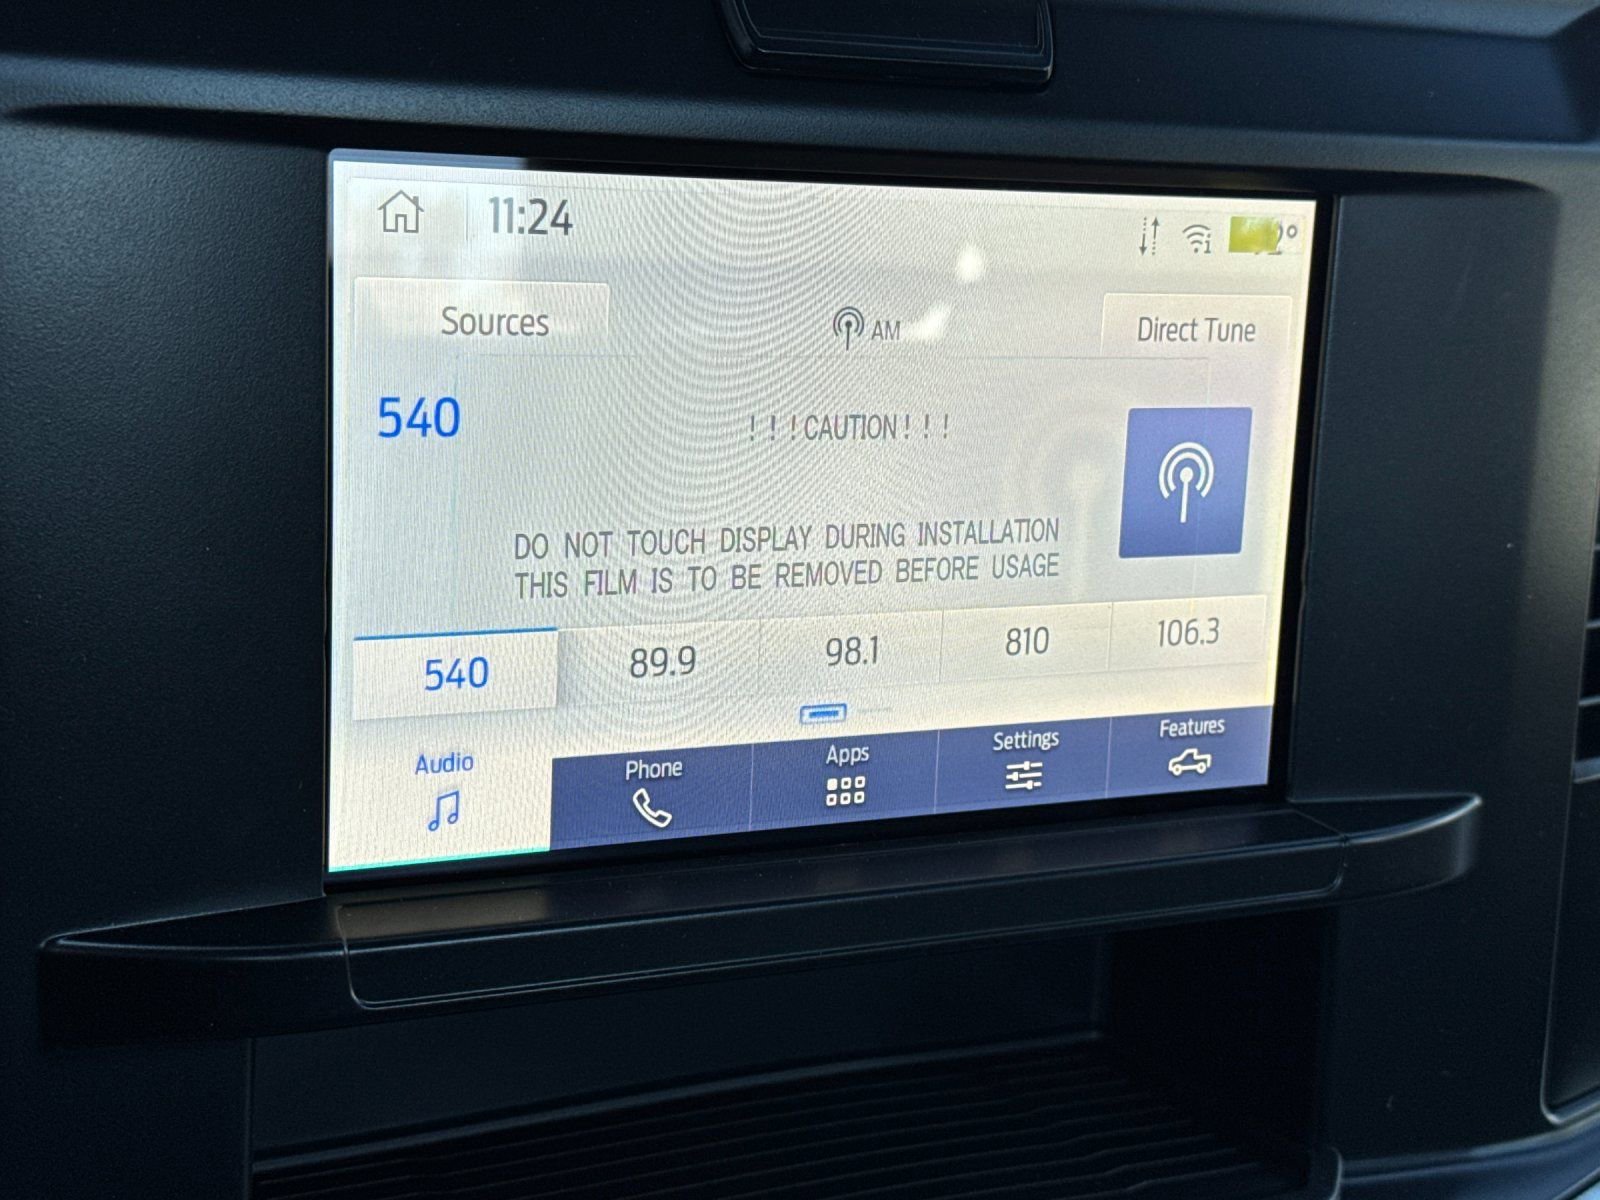 11:24
Sources
AM
Direct Tune
540
! ! ! CAUTION ! ! !
DO NOT TOUCH DISPLAY DURING INSTALLATION
THIS FILM IS TO BE REMOVED BEFORE USAGE
540 89.9 98.1 810 106.3
Audio Phone Apps Settings Features